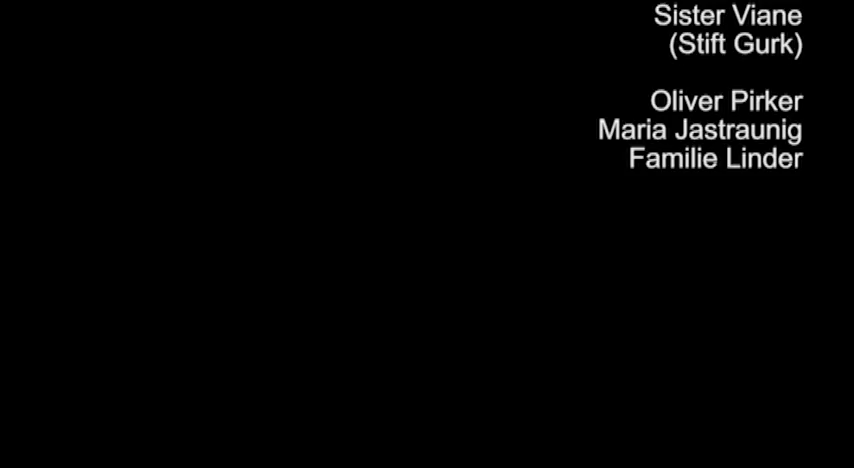 Sister Viane
(Stift Gurk)
Oliver Pirker
Maria Jastraunig
Familie Linder